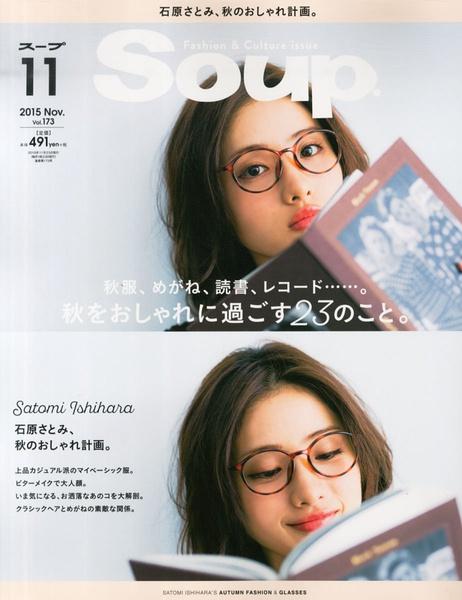 石原さとみ、秋のおしゃれ計画。
スープ
Fashion & Culture issue
Soup.
11
2015 Nov.
Vol.173
[定価]
491yen
秋服、めがね、読書、レコード……。
秋をおしゃれに過ごす23のこと。
Satomi Ishihara
石原さとみ、
秋のおしゃれ計画。
上品カジュアル派のマイベーシック服。
ビターメイクで大人顔。
いま気になる、お洒落なあのコを大解剖。
クラシックヘアとめがねの素敵な関係。
SATOMI ISHIHARA'S AUTUMN FASHION & GLASSES